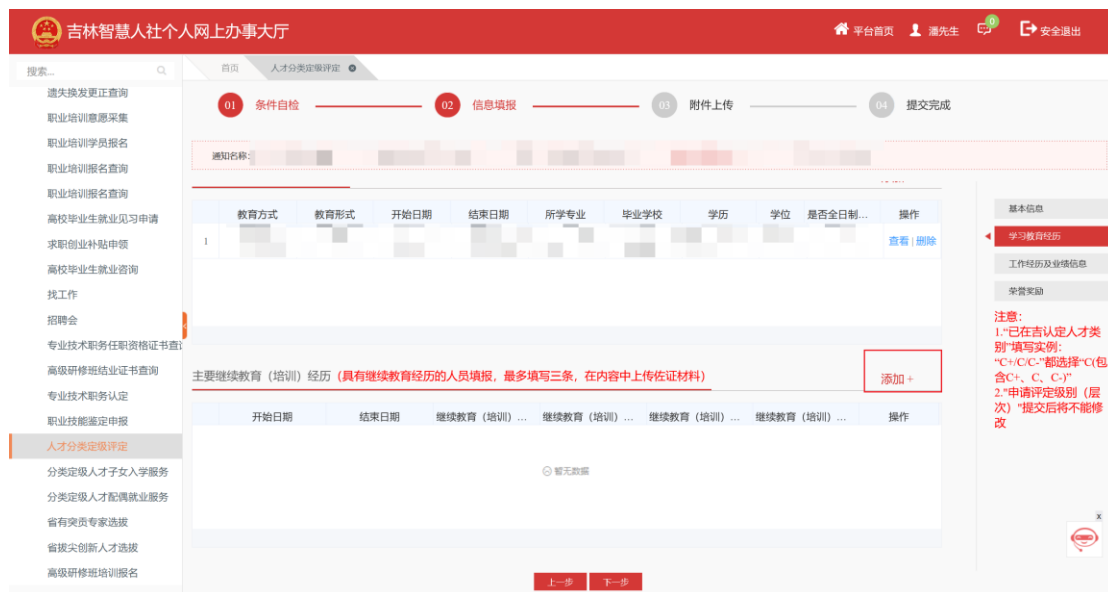 吉林智慧人社个人网上办事大厅
平台首页 潘先生 0 安全退出
搜索...
首页 人才分类定级评定
遗失换发更正查询
职业培训意愿采集
职业培训学员报名
职业培训报名查询
职业培训报名查询
高校毕业生就业见习申请
求职创业补贴申领
高校毕业生就业咨询
找工作
招聘会
专业技术职务任职资格证书查
高级研修班结业证书查询
专业技术职务认定
职业技能鉴定申报
人才分类定级评定
分类定级人才子女入学服务
分类定级人才配偶就业服务
省有突贡专家选拔
省拔尖创新人才选拔
高级研修班培训报名
01 条件自检 02 信息填报 03 附件上传 04 提交完成
通知名称:
教育方式 教育形式 开始日期 结束日期 所学专业 毕业学校 学历 学位 是否全日制... 操作
1 查看 | 删除
主要继续教育（培训）经历（具有继续教育经历的人员填报，最多填写三条，在内容中上传佐证材料） 添加 +
开始日期 结束日期 继续教育（培训）... 继续教育（培训）... 继续教育（培训）... 继续教育（培训）... 操作
暂无数据
上一步 下一步
基本信息
学习教育经历
工作经历及业绩信息
荣誉奖励
注意:
1.“已在吉认定人才类
别”填写实例:
“C+/C/C-”都选择“C(包
含C+、C、C-)”
2.“申请评定级别（层
次）”提交后将不能修
改
x